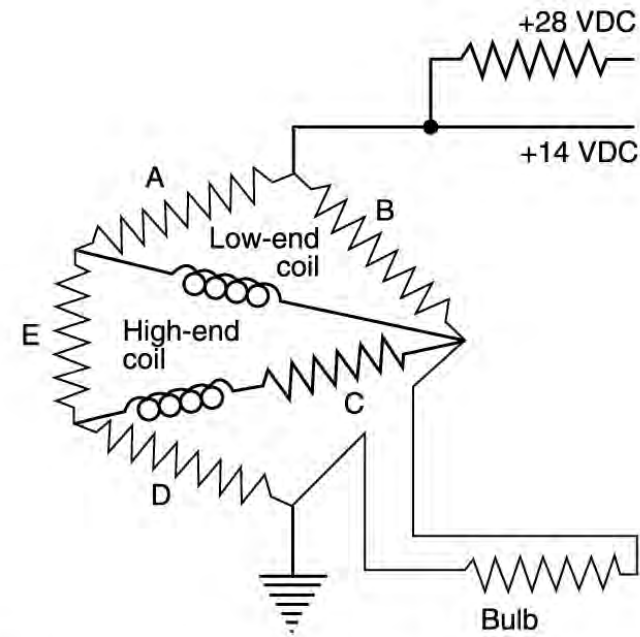 +28 VDC
+14 VDC
A
B
Low-end
coil
E
High-end
coil
C
D
Bulb